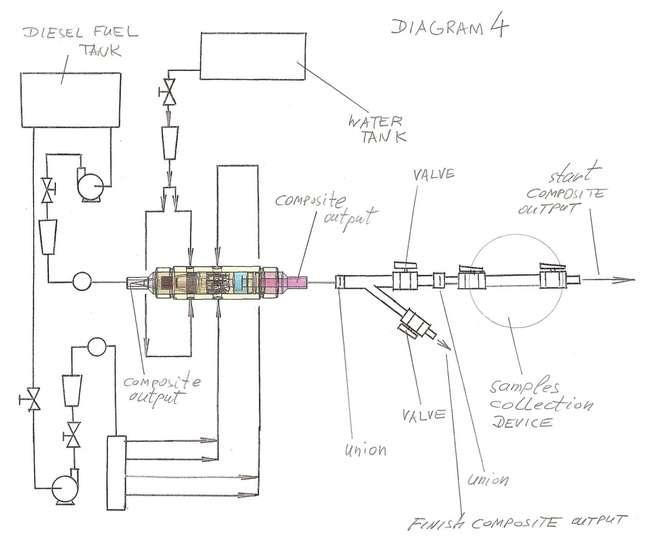 DIAGRAM 4
DIESEL FUEL
TANK
WATER
TANK
composite
output
VALVE
start
COMPOSITE
OUTPUT
composite
output
VALVE
union
samples
collection
DEVICE
union
FINISH COMPOSITE OUTPUT